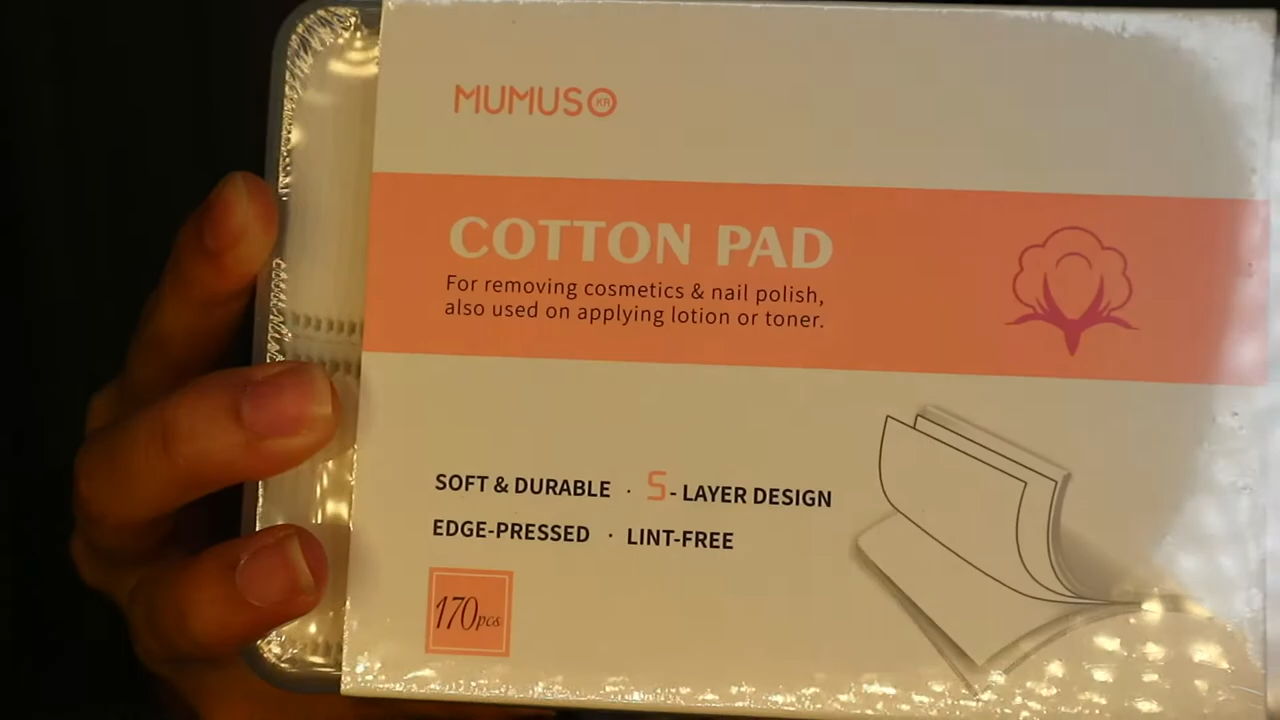 MUMUSO KR
COTTON PAD
For removing cosmetics & nail polish,
also used on applying lotion or toner.
SOFT & DURABLE · 5- LAYER DESIGN
EDGE-PRESSED · LINT-FREE
170pcs